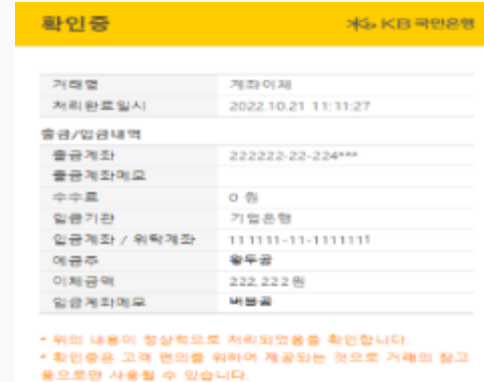 확인증
KB 국민은행
거래명 계좌이체
처리완료일시 2022.10.21 11:11:27
출금/입금내역
출금계좌 222222-22-224***
출금계좌메모
수수료 0 원
입금기관 기업은행
입금계좌 / 위탁계좌 111111-11-1111111
예금주 왕두공
이체금액 222,222원
입금계좌메모
* 위의 내용이 정상적으로 처리되었음을 확인합니다.
* 확인증은 고객 편의를 위하여 제공되는 것으로 거래의 참고
용으로만 사용될 수 있습니다.